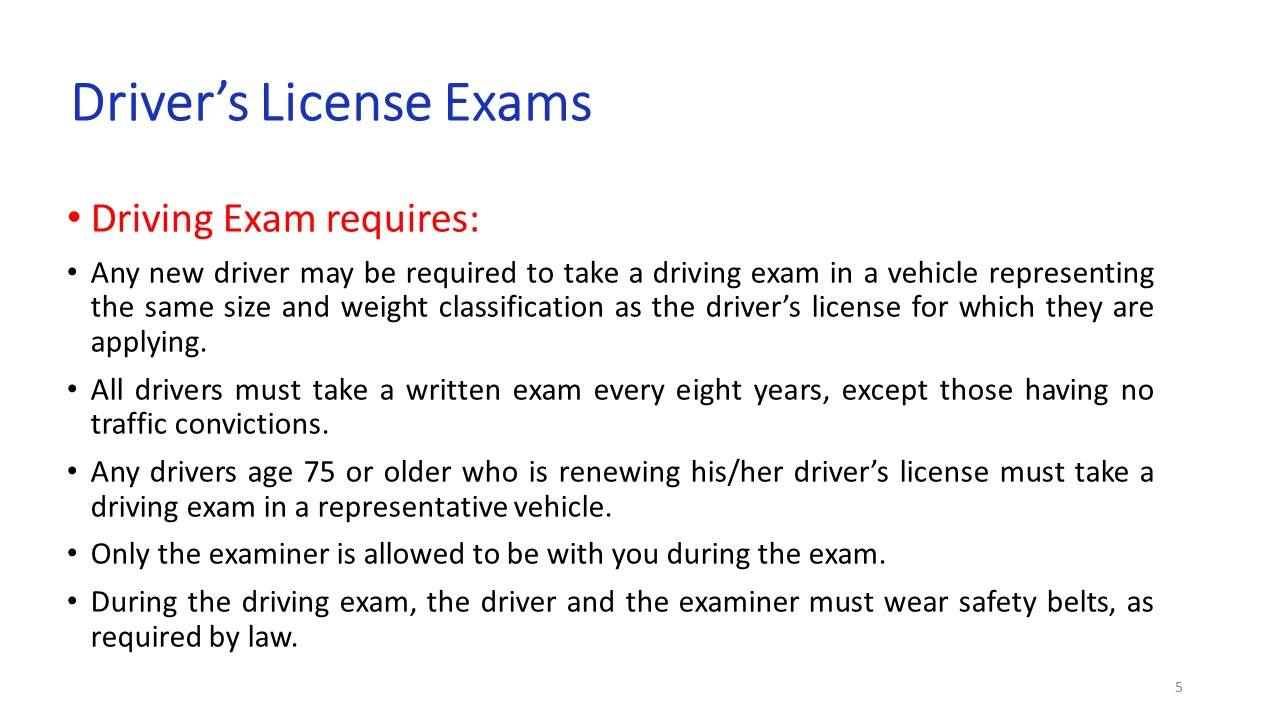 Driver’s License Exams
• Driving Exam requires:
• Any new driver may be required to take a driving exam in a vehicle representing
the same size and weight classification as the driver’s license for which they are
applying.
• All drivers must take a written exam every eight years, except those having no
traffic convictions.
• Any drivers age 75 or older who is renewing his/her driver’s license must take a
driving exam in a representative vehicle.
• Only the examiner is allowed to be with you during the exam.
• During the driving exam, the driver and the examiner must wear safety belts, as
required by law.
5